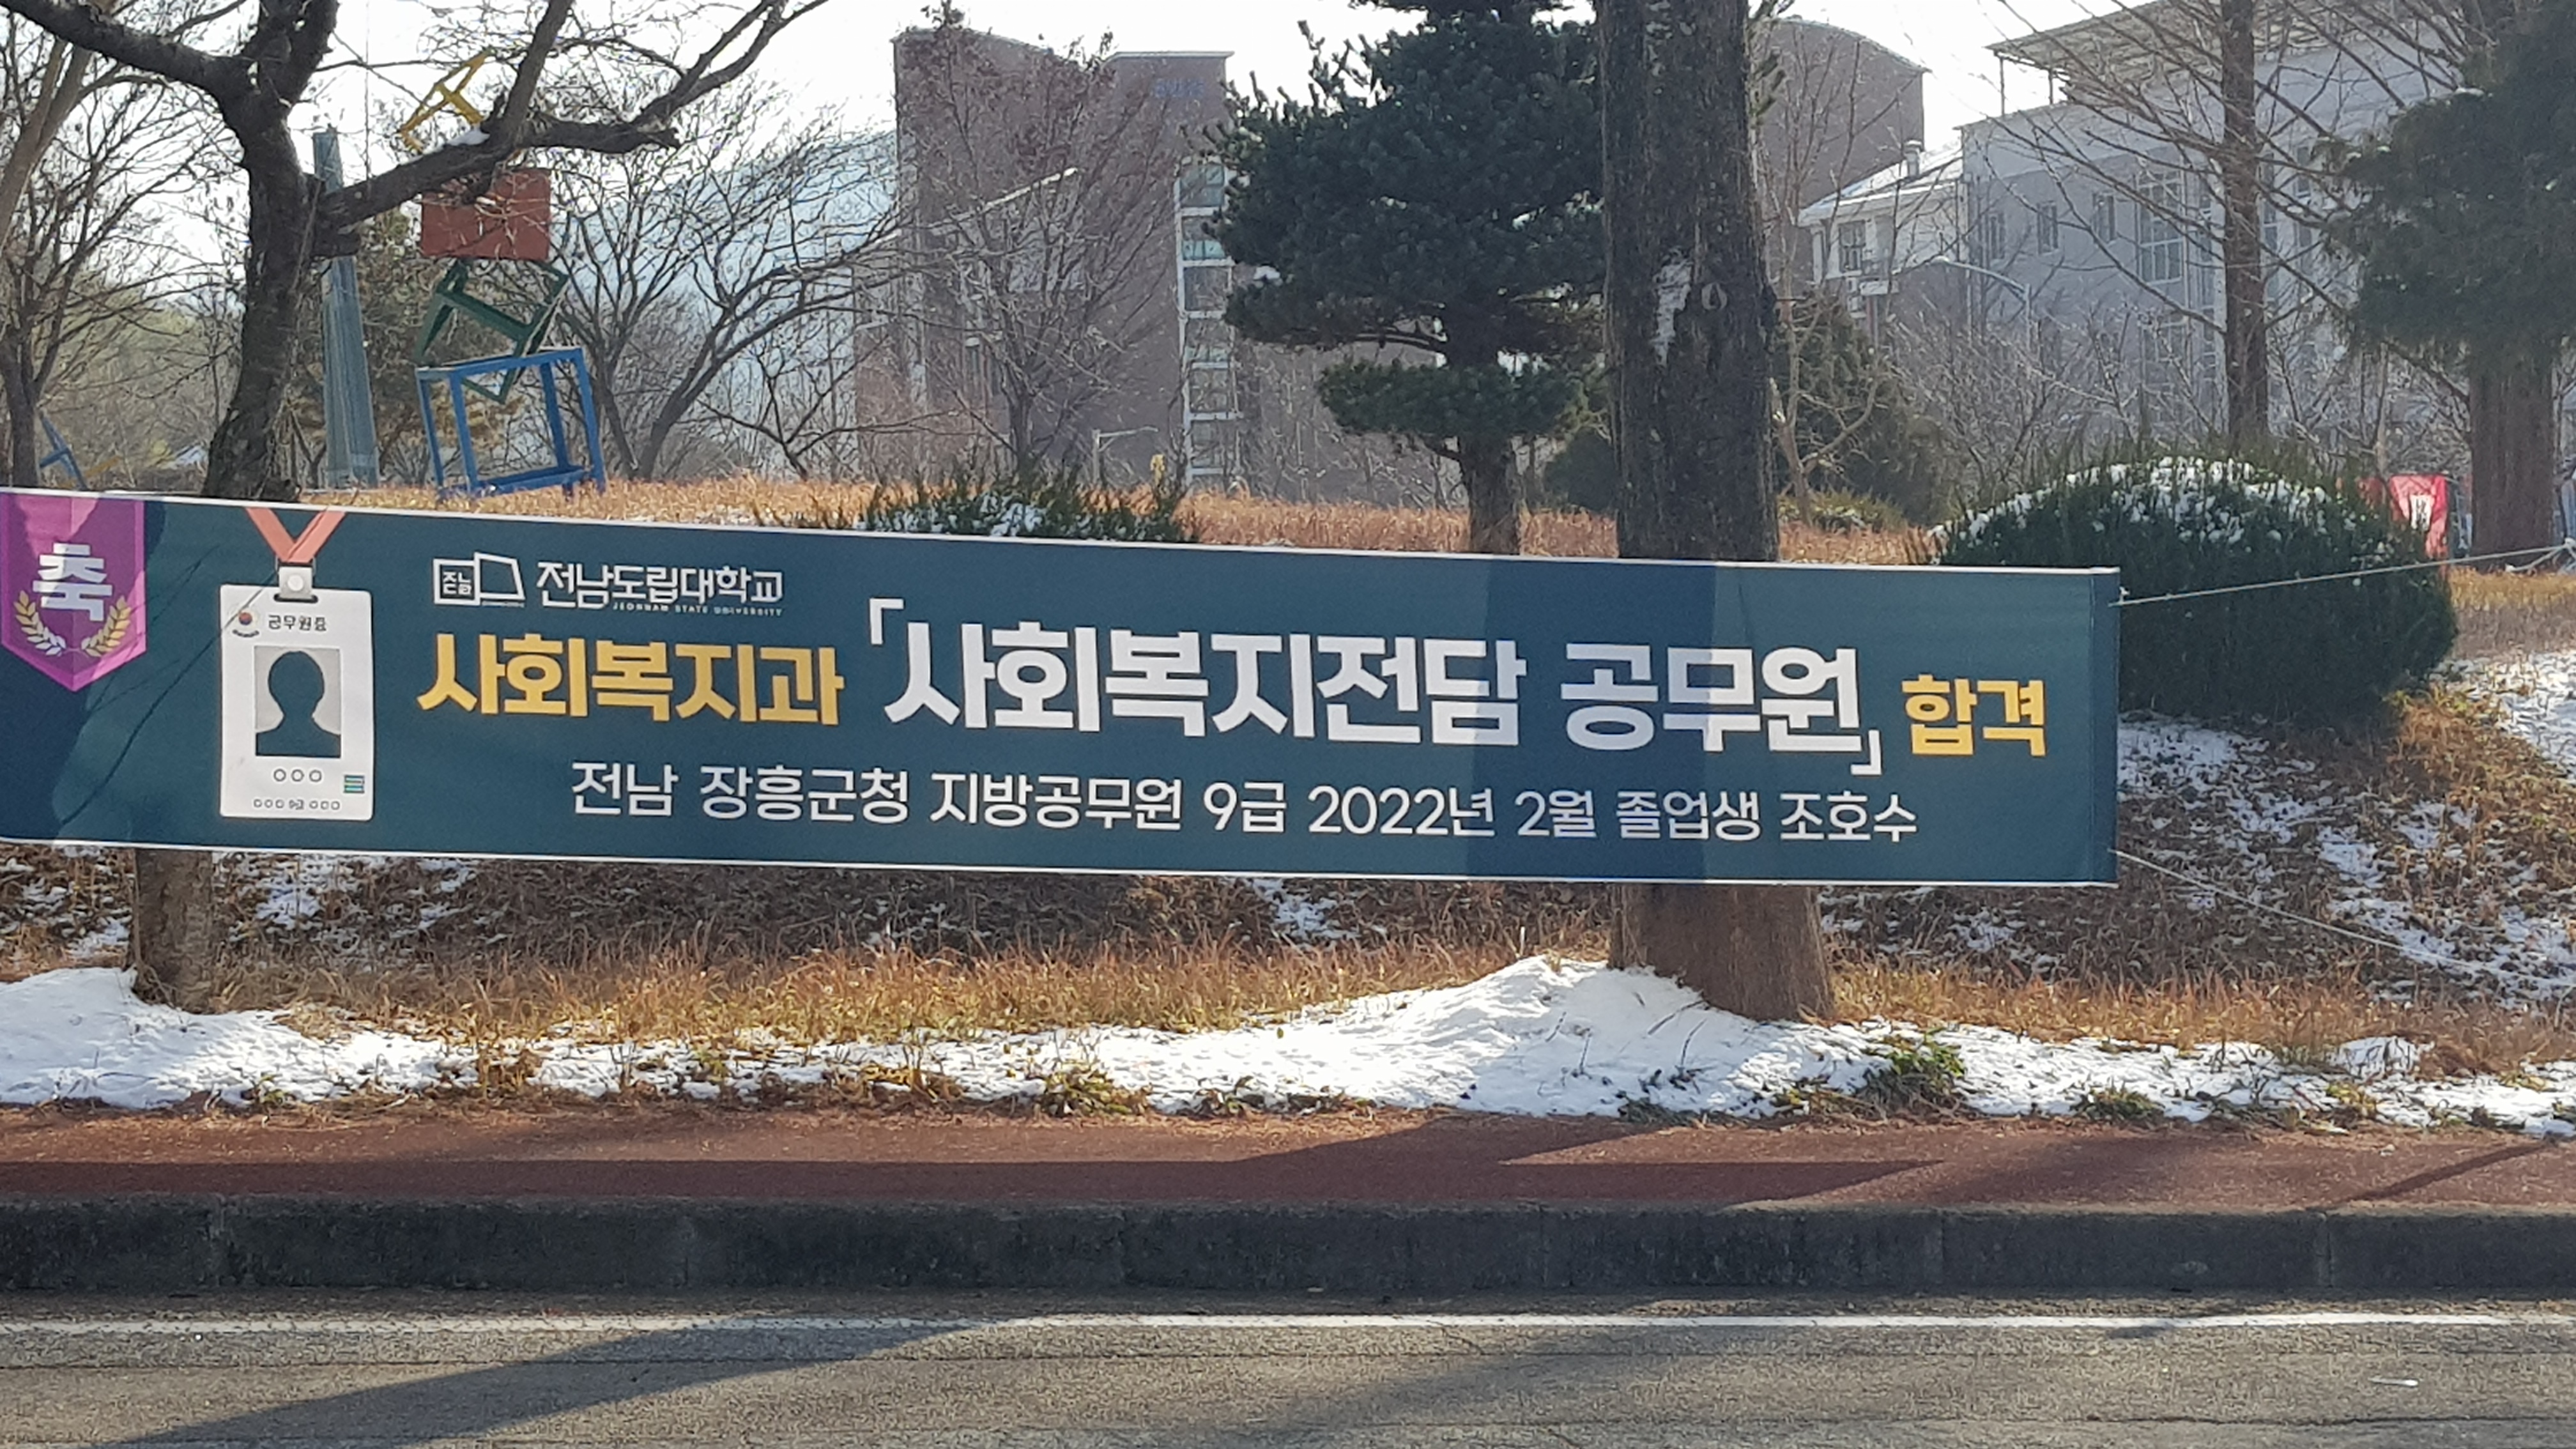 축
공무원증
전남도립대학교
JEONNAM STATE UNIVERSITY
사회복지과 「사회복지전담 공무원」 합격
전남 장흥군청 지방공무원 9급 2022년 2월 졸업생 조호수